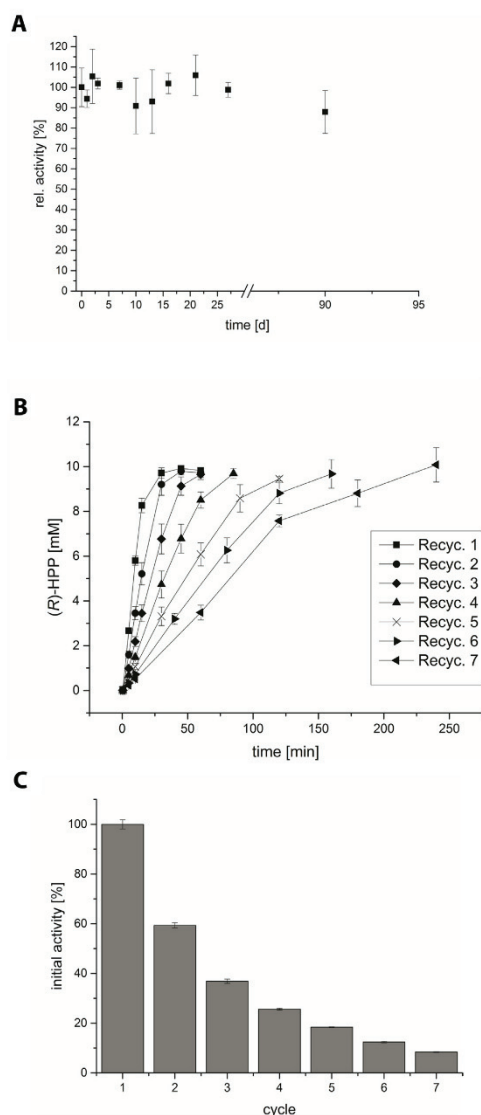 A
120
110
100
90
80
70
60
50
40
30
20
10
0
rel. activity [%]
0 5 10 15 20 25 90 95
time [d]
B
12
10
8
6
4
2
0
(R)-HPP [mM]
Recyc. 1
Recyc. 2
Recyc. 3
Recyc. 4
Recyc. 5
Recyc. 6
Recyc. 7
0 50 100 150 200 250
time [min]
C
100
80
60
40
20
0
initial activity [%]
1 2 3 4 5 6 7
cycle